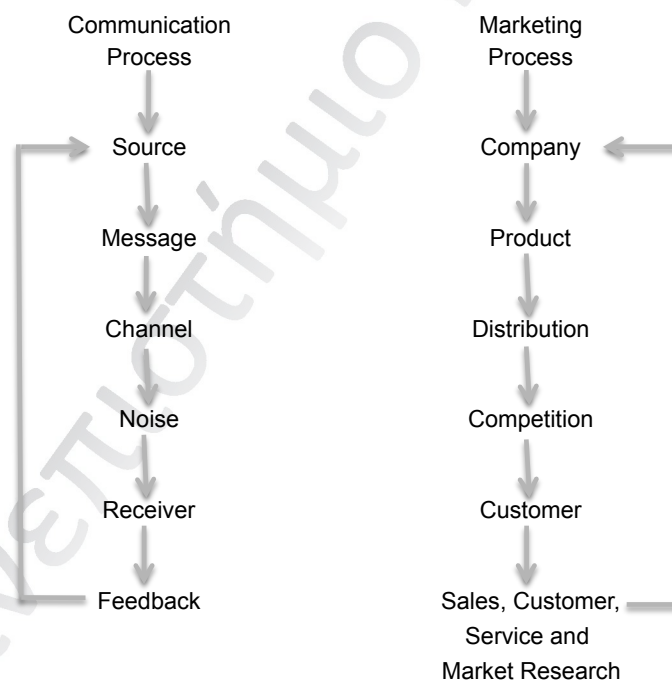 Communication
Process
Source
Message
Channel
Noise
Receiver
Feedback
Marketing
Process
Company
Product
Distribution
Competition
Customer
Sales, Customer,
Service and
Market Research
νεπιστήμιο